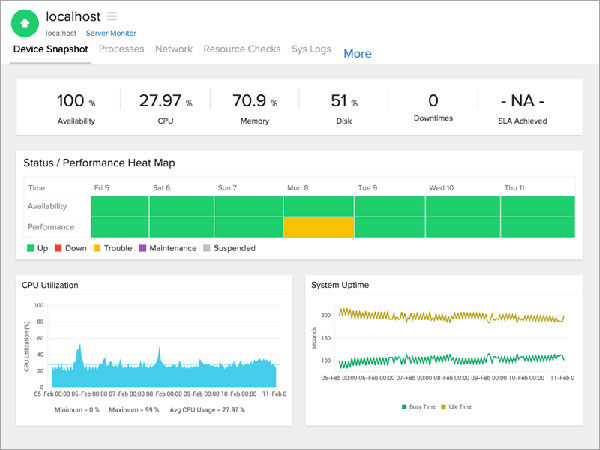 localhost
localhost Server Monitor
Device Snapshot Processes Network Resource Checks Sys Logs More
100 % 27.97 % 70.9 % 51 % 0 - NA -
Availability CPU Memory Disk Downtimes SLA Achieved
Status / Performance Heat Map
Time Fri 5 Sat 6 Sun 7 Mon 8 Tue 9 Wed 10 Thu 11
Availability
Performance
Up Down Trouble Maintenance Suspended
CPU Utilization
CPU Utilization (%)
100
80
60
40
20
0
05-Feb 00:00 06-Feb 00:00 07-Feb 00:00 08-Feb 00:00 09-Feb 00:00 10-Feb 00:00 11-Feb 0
Minimum = 0 % Maximum = 99 % Avg CPU Usage = 27.97 %
System Uptime
seconds
200
100
05-Feb 00:00 06-Feb 00:00 07-Feb 00:00 08-Feb 00:00 09-Feb 00:00 10-Feb 00:00 11-Feb 0
Busy Time Idle Time